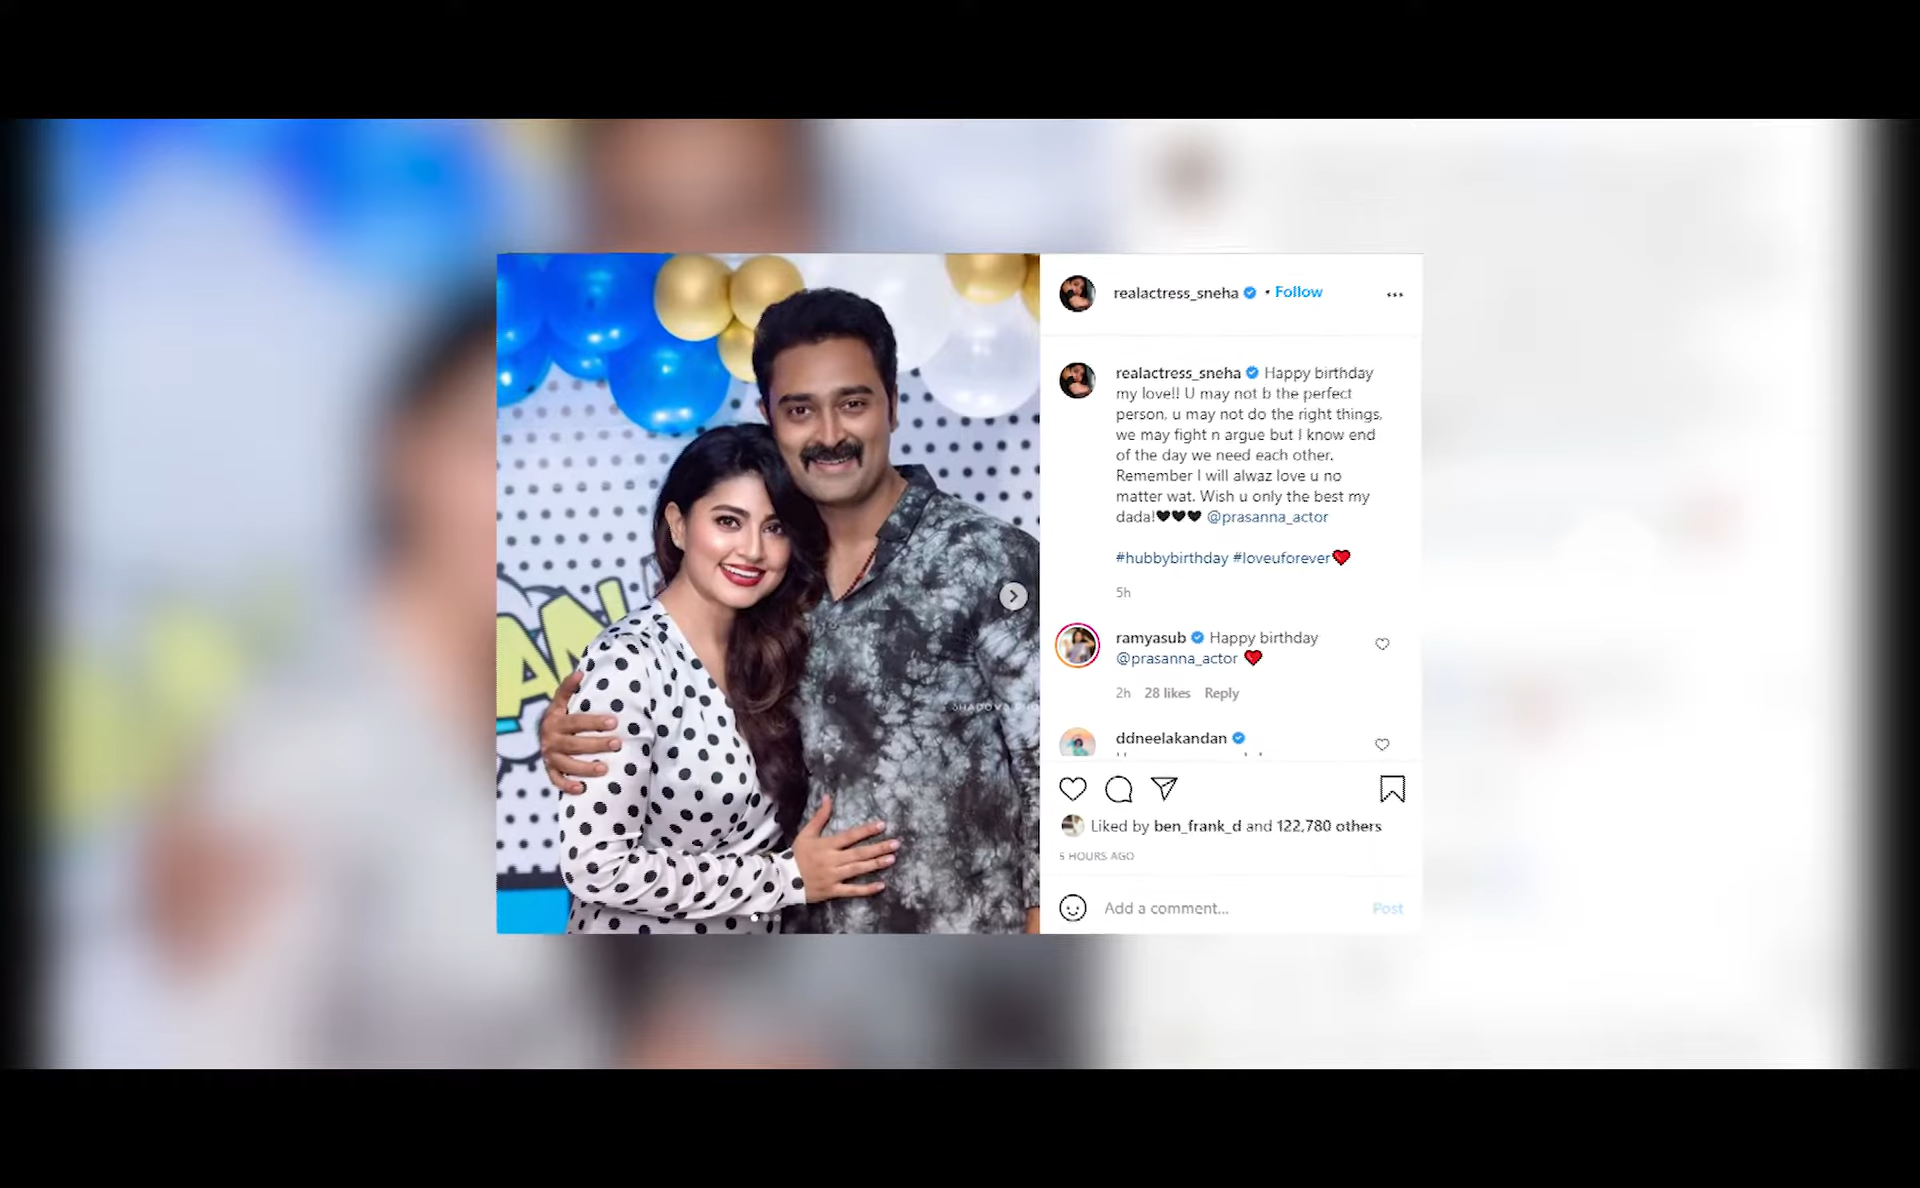 AN
SHADOWS PHO
realactress_sneha • Follow
realactress_sneha Happy birthday
my love!! U may not b the perfect
person, u may not do the right things,
we may fight n argue but I know end
of the day we need each other.
Remember I will alwaz love u no
matter wat. Wish u only the best my
dada!🖤🖤🖤 @prasanna_actor
#hubbybirthday #loveuforever❤️
5h
ramyasub Happy birthday
@prasanna_actor ❤️
2h 28 likes Reply
ddneelakandan
Liked by ben_frank_d and 122,780 others
5 HOURS AGO
Add a comment... Post